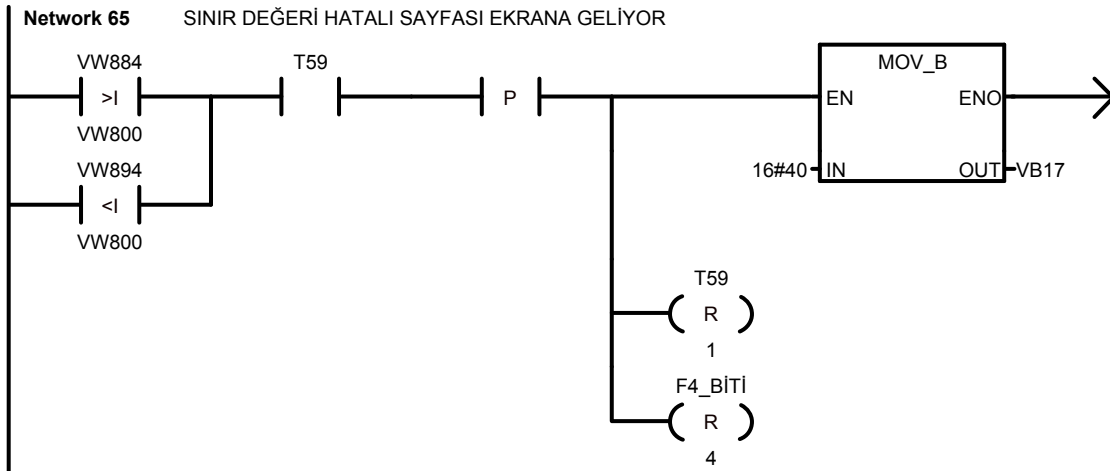 Network 65 SINIR DEĞERİ HATALI SAYFASI EKRANA GELİYOR
VW884
>I
VW800
T59
P
MOV_B
EN ENO
16#40 IN OUT VB17
VW894
<I
VW800
T59
R
1
F4_BİTİ
R
4